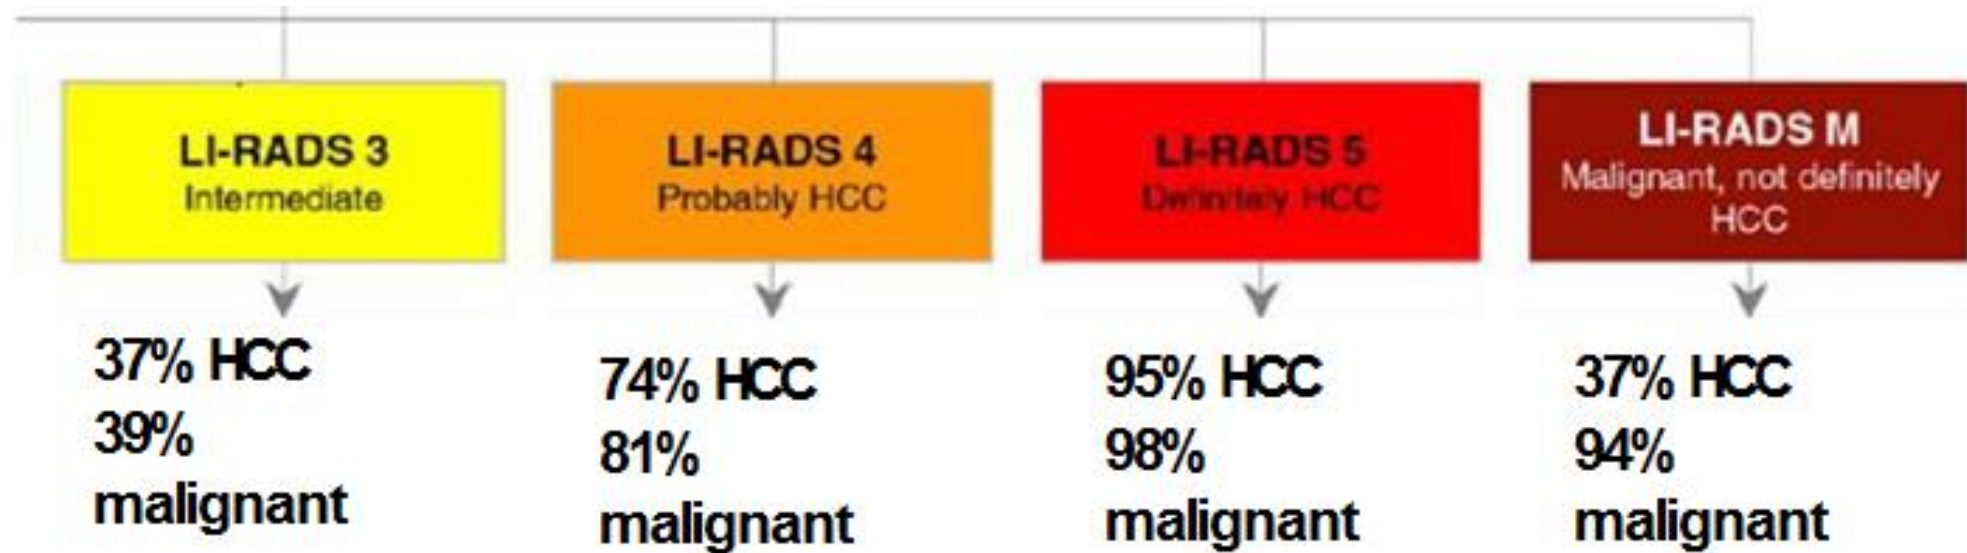 LI-RADS 3
Intermediate
37% HCC
39%
malignant
LI-RADS 4
Probably HCC
74% HCC
81%
malignant
LI-RADS 5
Definitely HCC
95% HCC
98%
malignant
LI-RADS M
Malignant, not definitely
HCC
37% HCC
94%
malignant